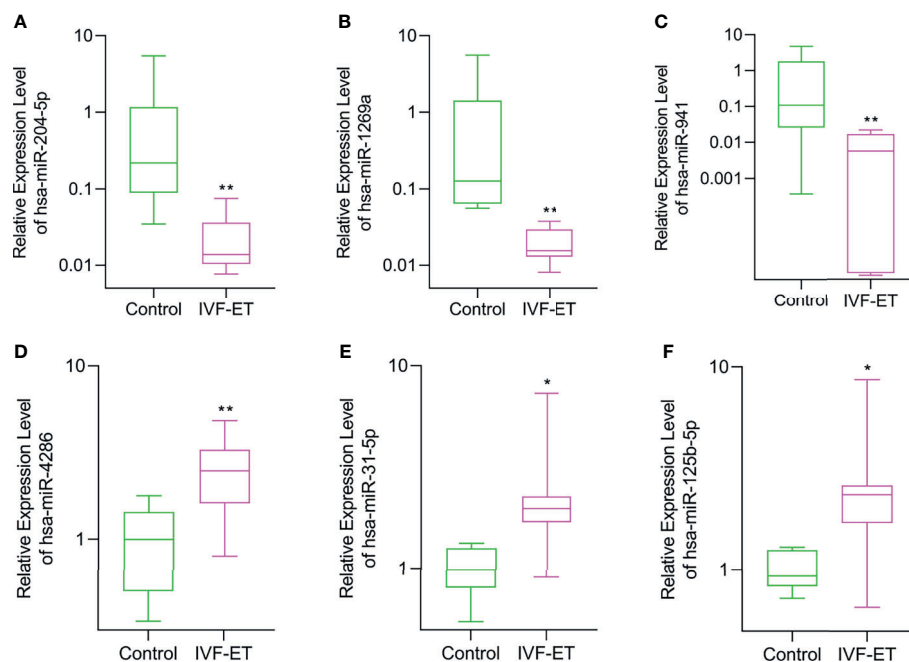 A
Relative Expression Level
of hsa-miR-204-5p
10
1
0.1
0.01
**
Control
IVF-ET
B
Relative Expression Level
of hsa-miR-1269a
10
1
0.1
0.01
**
Control
IVF-ET
C
Relative Expression Level
of hsa-miR-941
10
1
0.1
0.01
0.001
**
Control
IVF-ET
D
Relative Expression Level
of hsa-miR-4286
10
1
**
Control
IVF-ET
E
Relative Expression Level
of hsa-miR-31-5p
10
1
*
Control
IVF-ET
F
Relative Expression Level
of hsa-miR-125b-5p
10
1
*
Control
IVF-ET